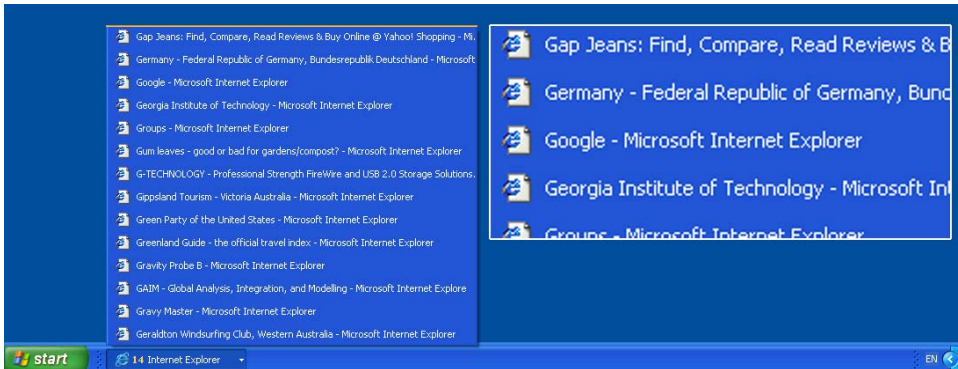 Gap Jeans: Find, Compare, Read Reviews & Buy Online @ Yahoo! Shopping - Mi.
Germany - Federal Republic of Germany, Bundesrepublik Deutschland - Microsoft
Google - Microsoft Internet Explorer
Georgia Institute of Technology - Microsoft Internet Explorer
Groups - Microsoft Internet Explorer
Gum leaves - good or bad for gardens/compost? - Microsoft Internet Explorer
G-TECHNOLOGY - Professional Strength FireWire and USB 2.0 Storage Solutions.
Gippsland Tourism - Victoria Australia - Microsoft Internet Explorer
Green Party of the United States - Microsoft Internet Explorer
Greenland Guide - the official travel index - Microsoft Internet Explorer
Gravity Probe B - Microsoft Internet Explorer
GAIM - Global Analysis, Integration, and Modelling - Microsoft Internet Explore
Gravy Master - Microsoft Internet Explorer
Geraldton Windsurfing Club, Western Australia - Microsoft Internet Explorer
Gap Jeans: Find, Compare, Read Reviews & B
Germany - Federal Republic of Germany, Bund
Google - Microsoft Internet Explorer
Georgia Institute of Technology - Microsoft Int
Groups - Microsoft Internet Explorer
start
14 Internet Explorer
EN